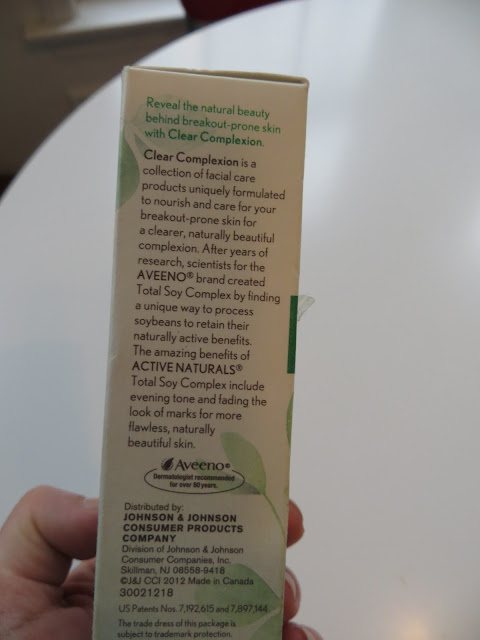 Reveal the natural beauty
behind breakout-prone skin
with Clear Complexion.
Clear Complexion is a
collection of facial care
products uniquely formulated
to nourish and care for your
breakout-prone skin for
a clearer, naturally beautiful
complexion. After years of
research, scientists for the
AVEENO® brand created
Total Soy Complex by finding
a unique way to process
soybeans to retain their
naturally active benefits.
The amazing benefits of
ACTIVE NATURALS®
Total Soy Complex include
evening tone and fading the
look of marks for more
flawless, naturally
beautiful skin.
Aveeno®
Dermatologist recommended
for over 60 years.
Distributed by:
JOHNSON & JOHNSON
CONSUMER PRODUCTS
COMPANY
Division of Johnson & Johnson
Consumer Companies, Inc.
Skillman, NJ 08558-9418
©J&J CCI 2012 Made in Canada
30021218
US Patents Nos. 7,192,615 and 7,897,144
The trade dress of this package is
subject to trademark protection.